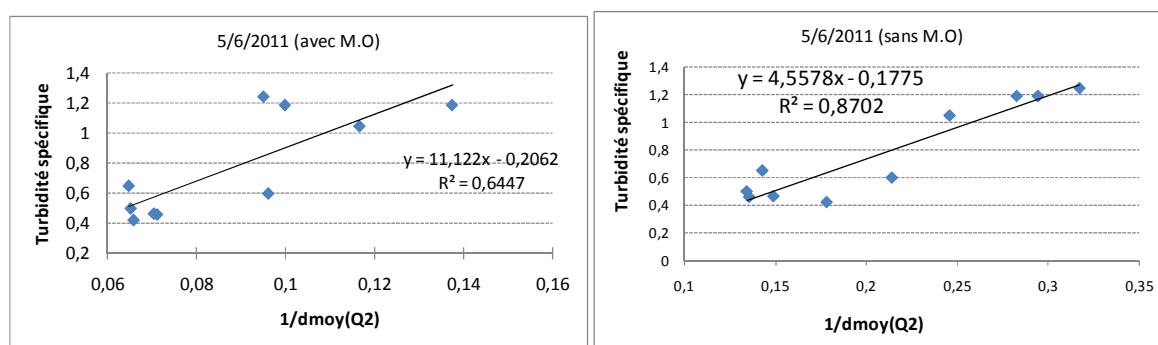 5/6/2011 (avec M.O)
Turbidité spécifique
1,4
1,2
1
0,8
0,6
0,4
0,2
y = 11,122x - 0,2062
R² = 0,6447
0,06 0,08 0,1 0,12 0,14 0,16
1/dmoy(Q2)
5/6/2011 (sans M.O)
Turbidité spécifique
1,4
1,2
1
0,8
0,6
0,4
0,2
0
y = 4,5578x - 0,1775
R² = 0,8702
0,1 0,15 0,2 0,25 0,3 0,35
1/dmoy(Q2)